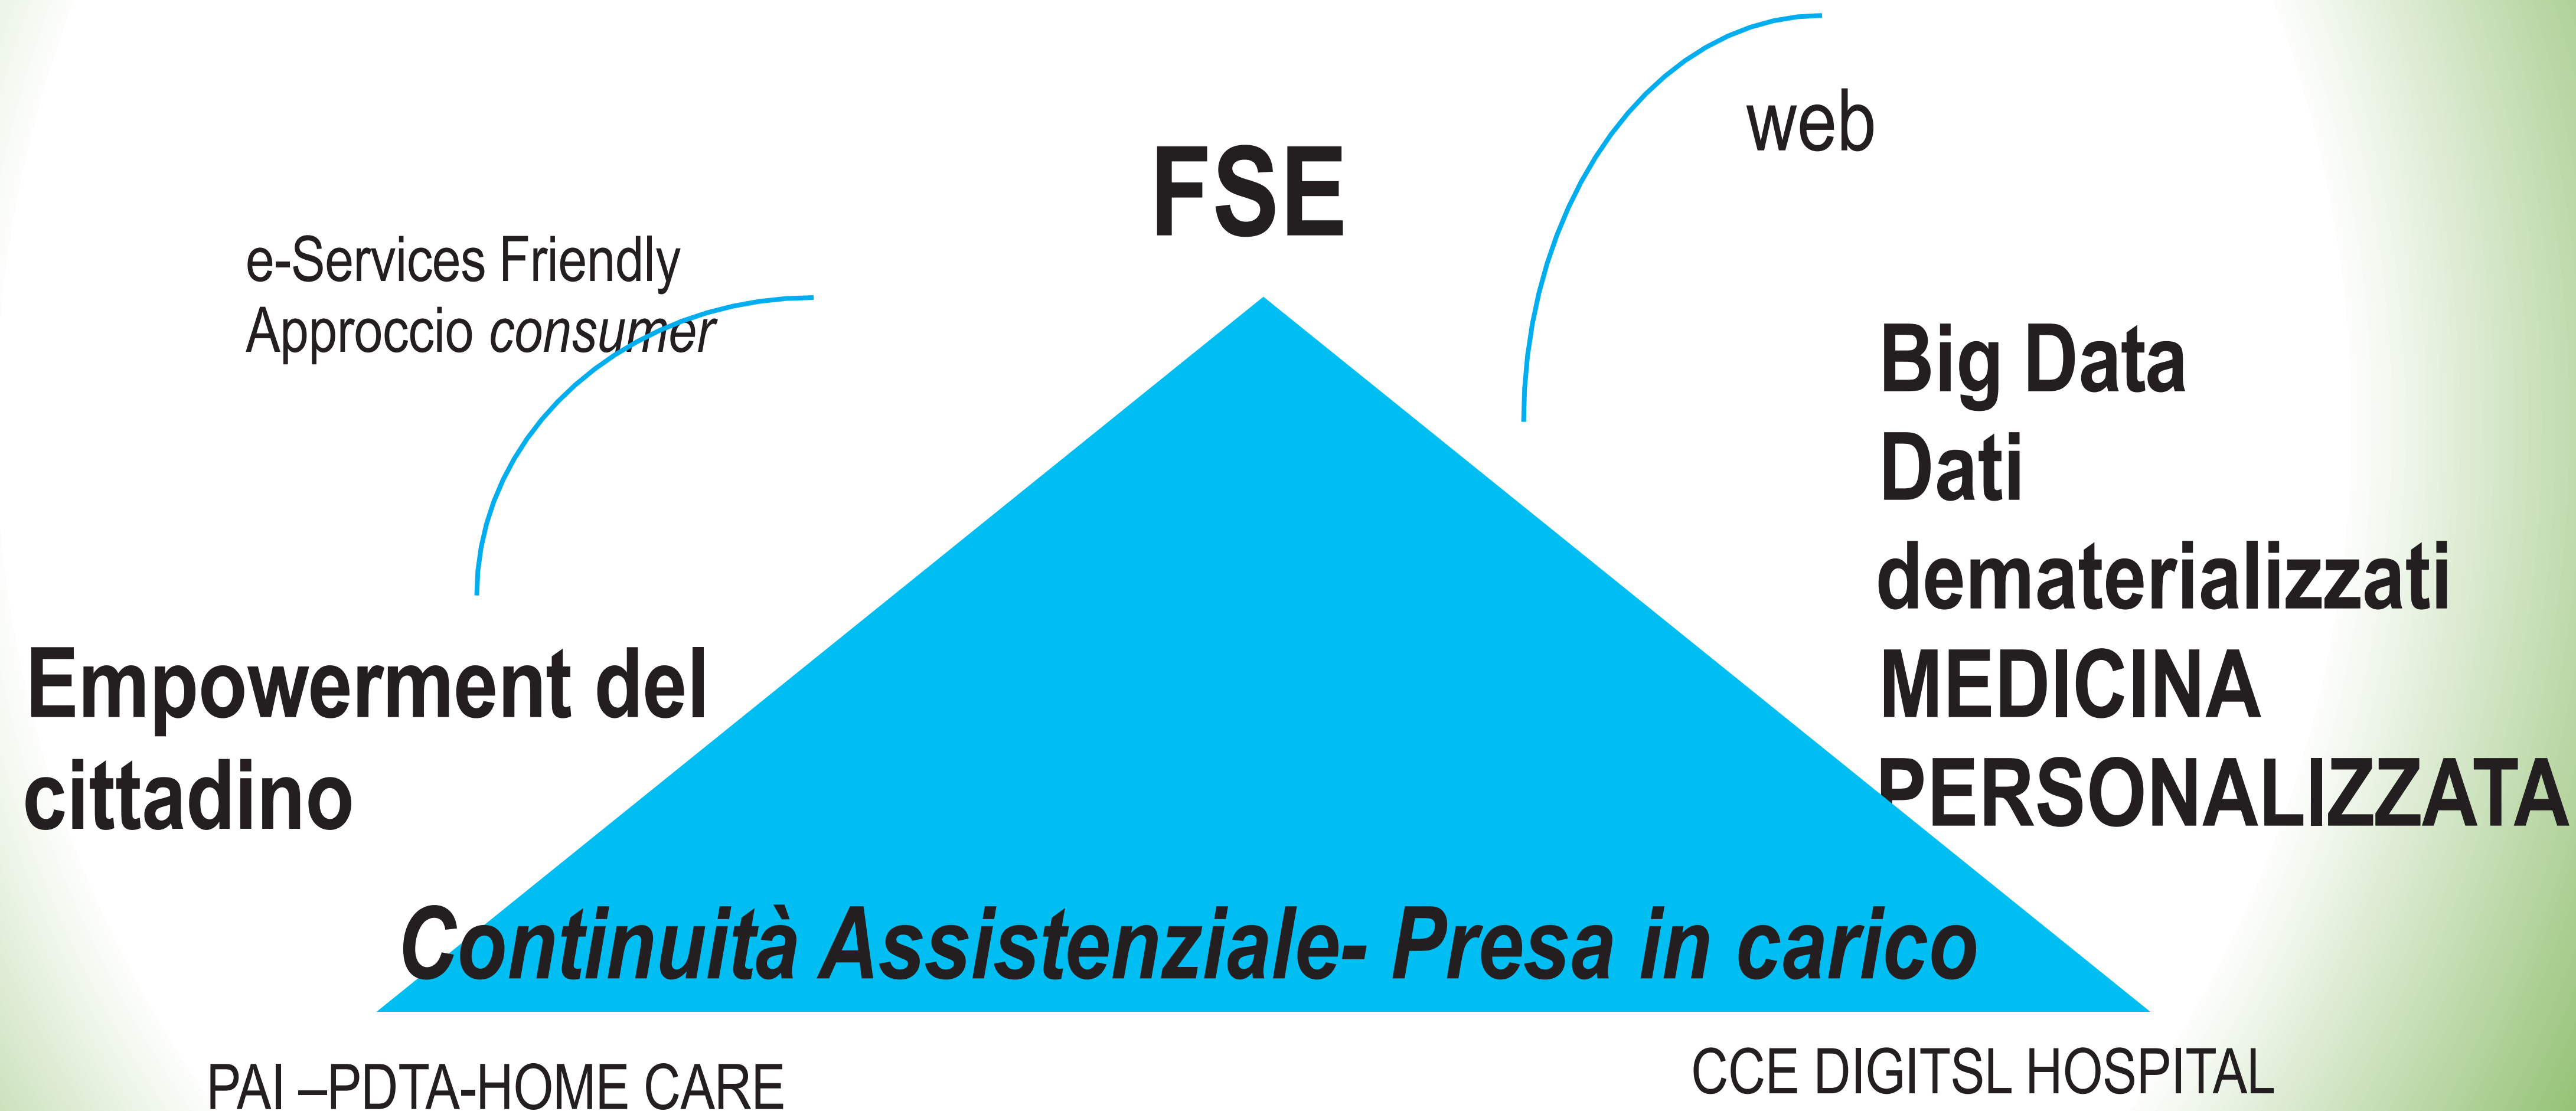 web
FSE
e-Services Friendly
Approccio consumer
Big Data
Dati
dematerializzati
MEDICINA
PERSONALIZZATA
Empowerment del
cittadino
Continuità Assistenziale- Presa in carico
PAI –PDTA-HOME CARE
CCE DIGITSL HOSPITAL